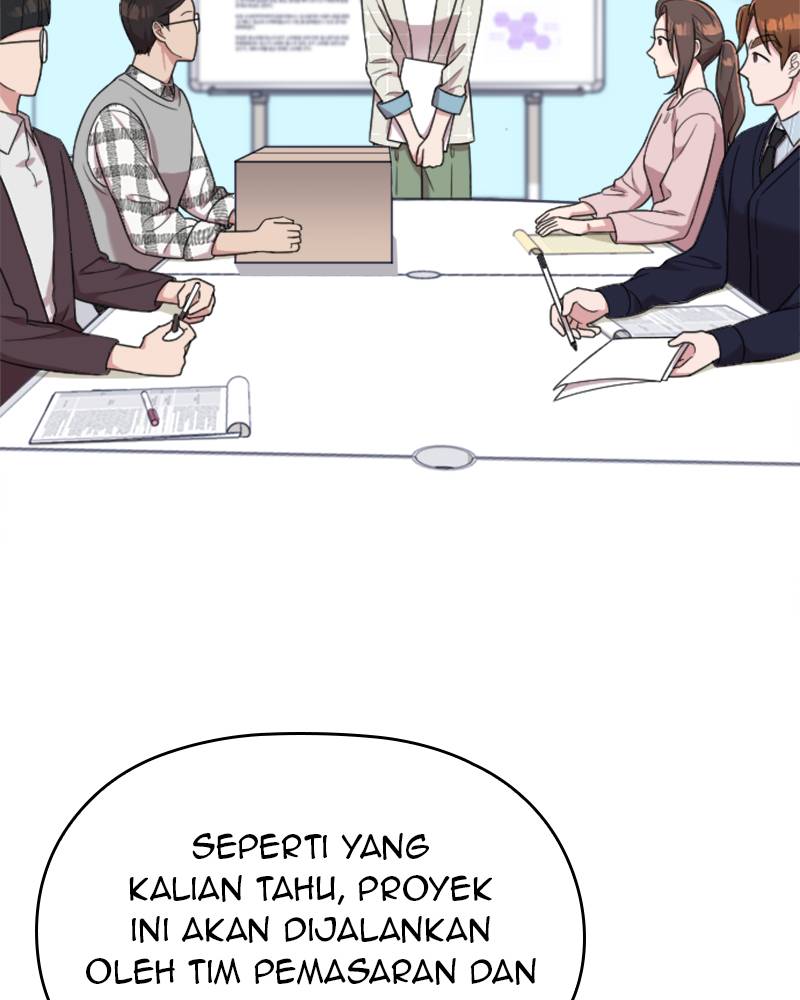 SEPERTI YANG
KALIAN TAHU, PROYEK
INI AKAN DIJALANKAN
OLEH TIM PEMASARAN DAN